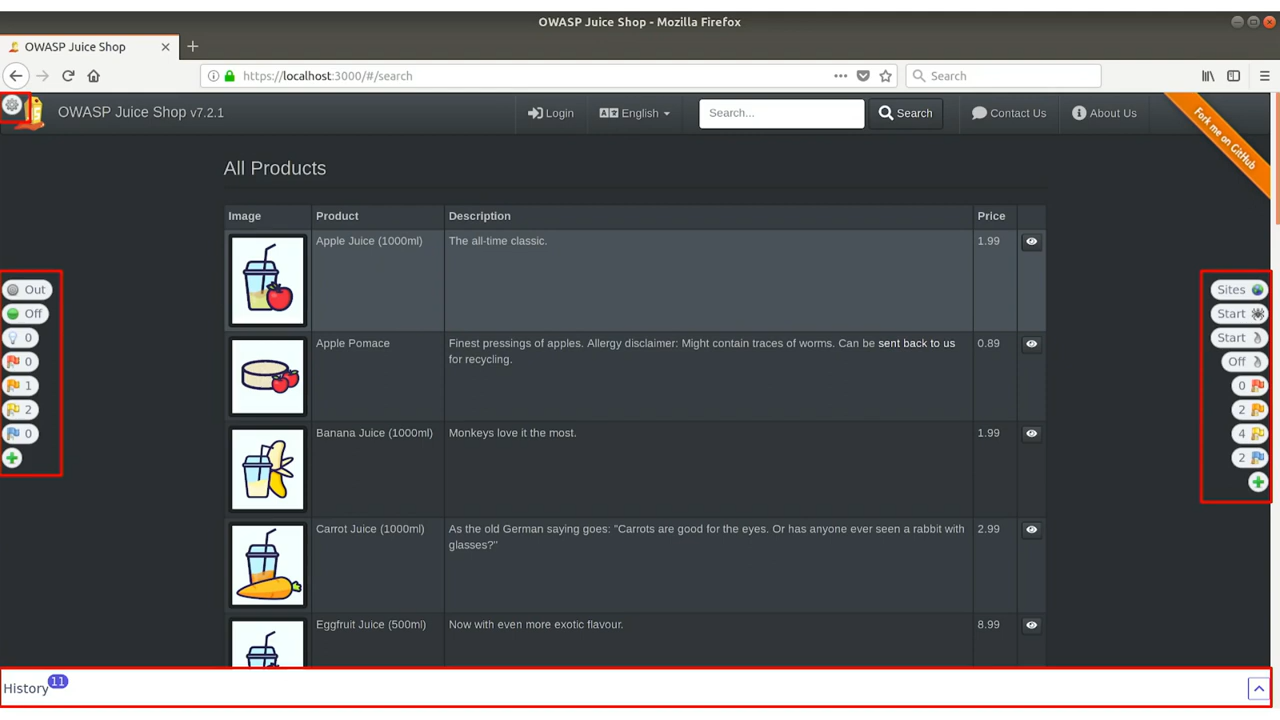 OWASP Juice Shop - Mozilla Firefox
OWASP Juice Shop
https://localhost:3000/#/search
Search
OWASP Juice Shop v7.2.1
Login
English
Search...
Search
Contact Us
About Us
Fork me on GitHub
All Products
Image Product Description Price
Apple Juice (1000ml) The all-time classic. 1.99
Apple Pomace Finest pressings of apples. Allergy disclaimer: Might contain traces of worms. Can be sent back to us 0.89
for recycling.
Banana Juice (1000ml) Monkeys love it the most. 1.99
Carrot Juice (1000ml) As the old German saying goes: "Carrots are good for the eyes. Or has anyone ever seen a rabbit with 2.99
glasses?"
Eggfruit Juice (500ml) Now with even more exotic flavour. 8.99
Out
Off
0
0
1
2
0
Sites
Start
Start
Off
0
2
4
2
History 11